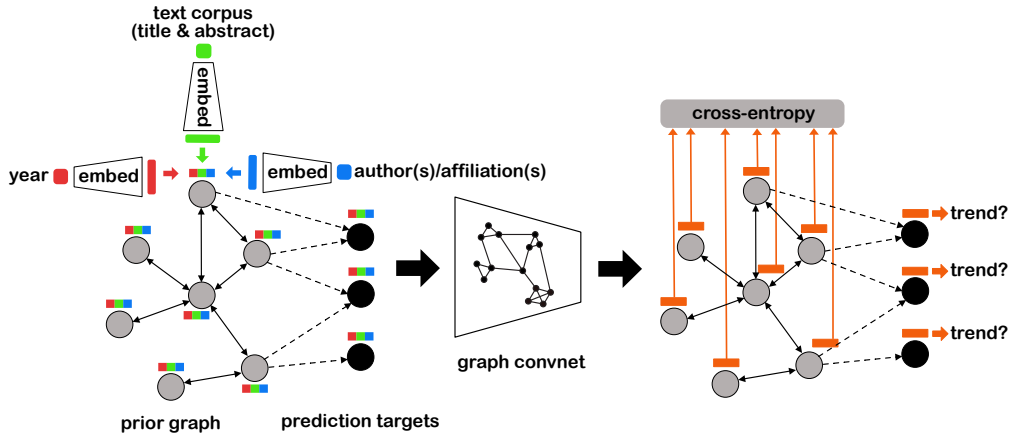 text corpus
(title & abstract)
embed
year
embed
embed
author(s)/affiliation(s)
cross-entropy
trend?
trend?
trend?
graph convnet
prior graph
prediction targets